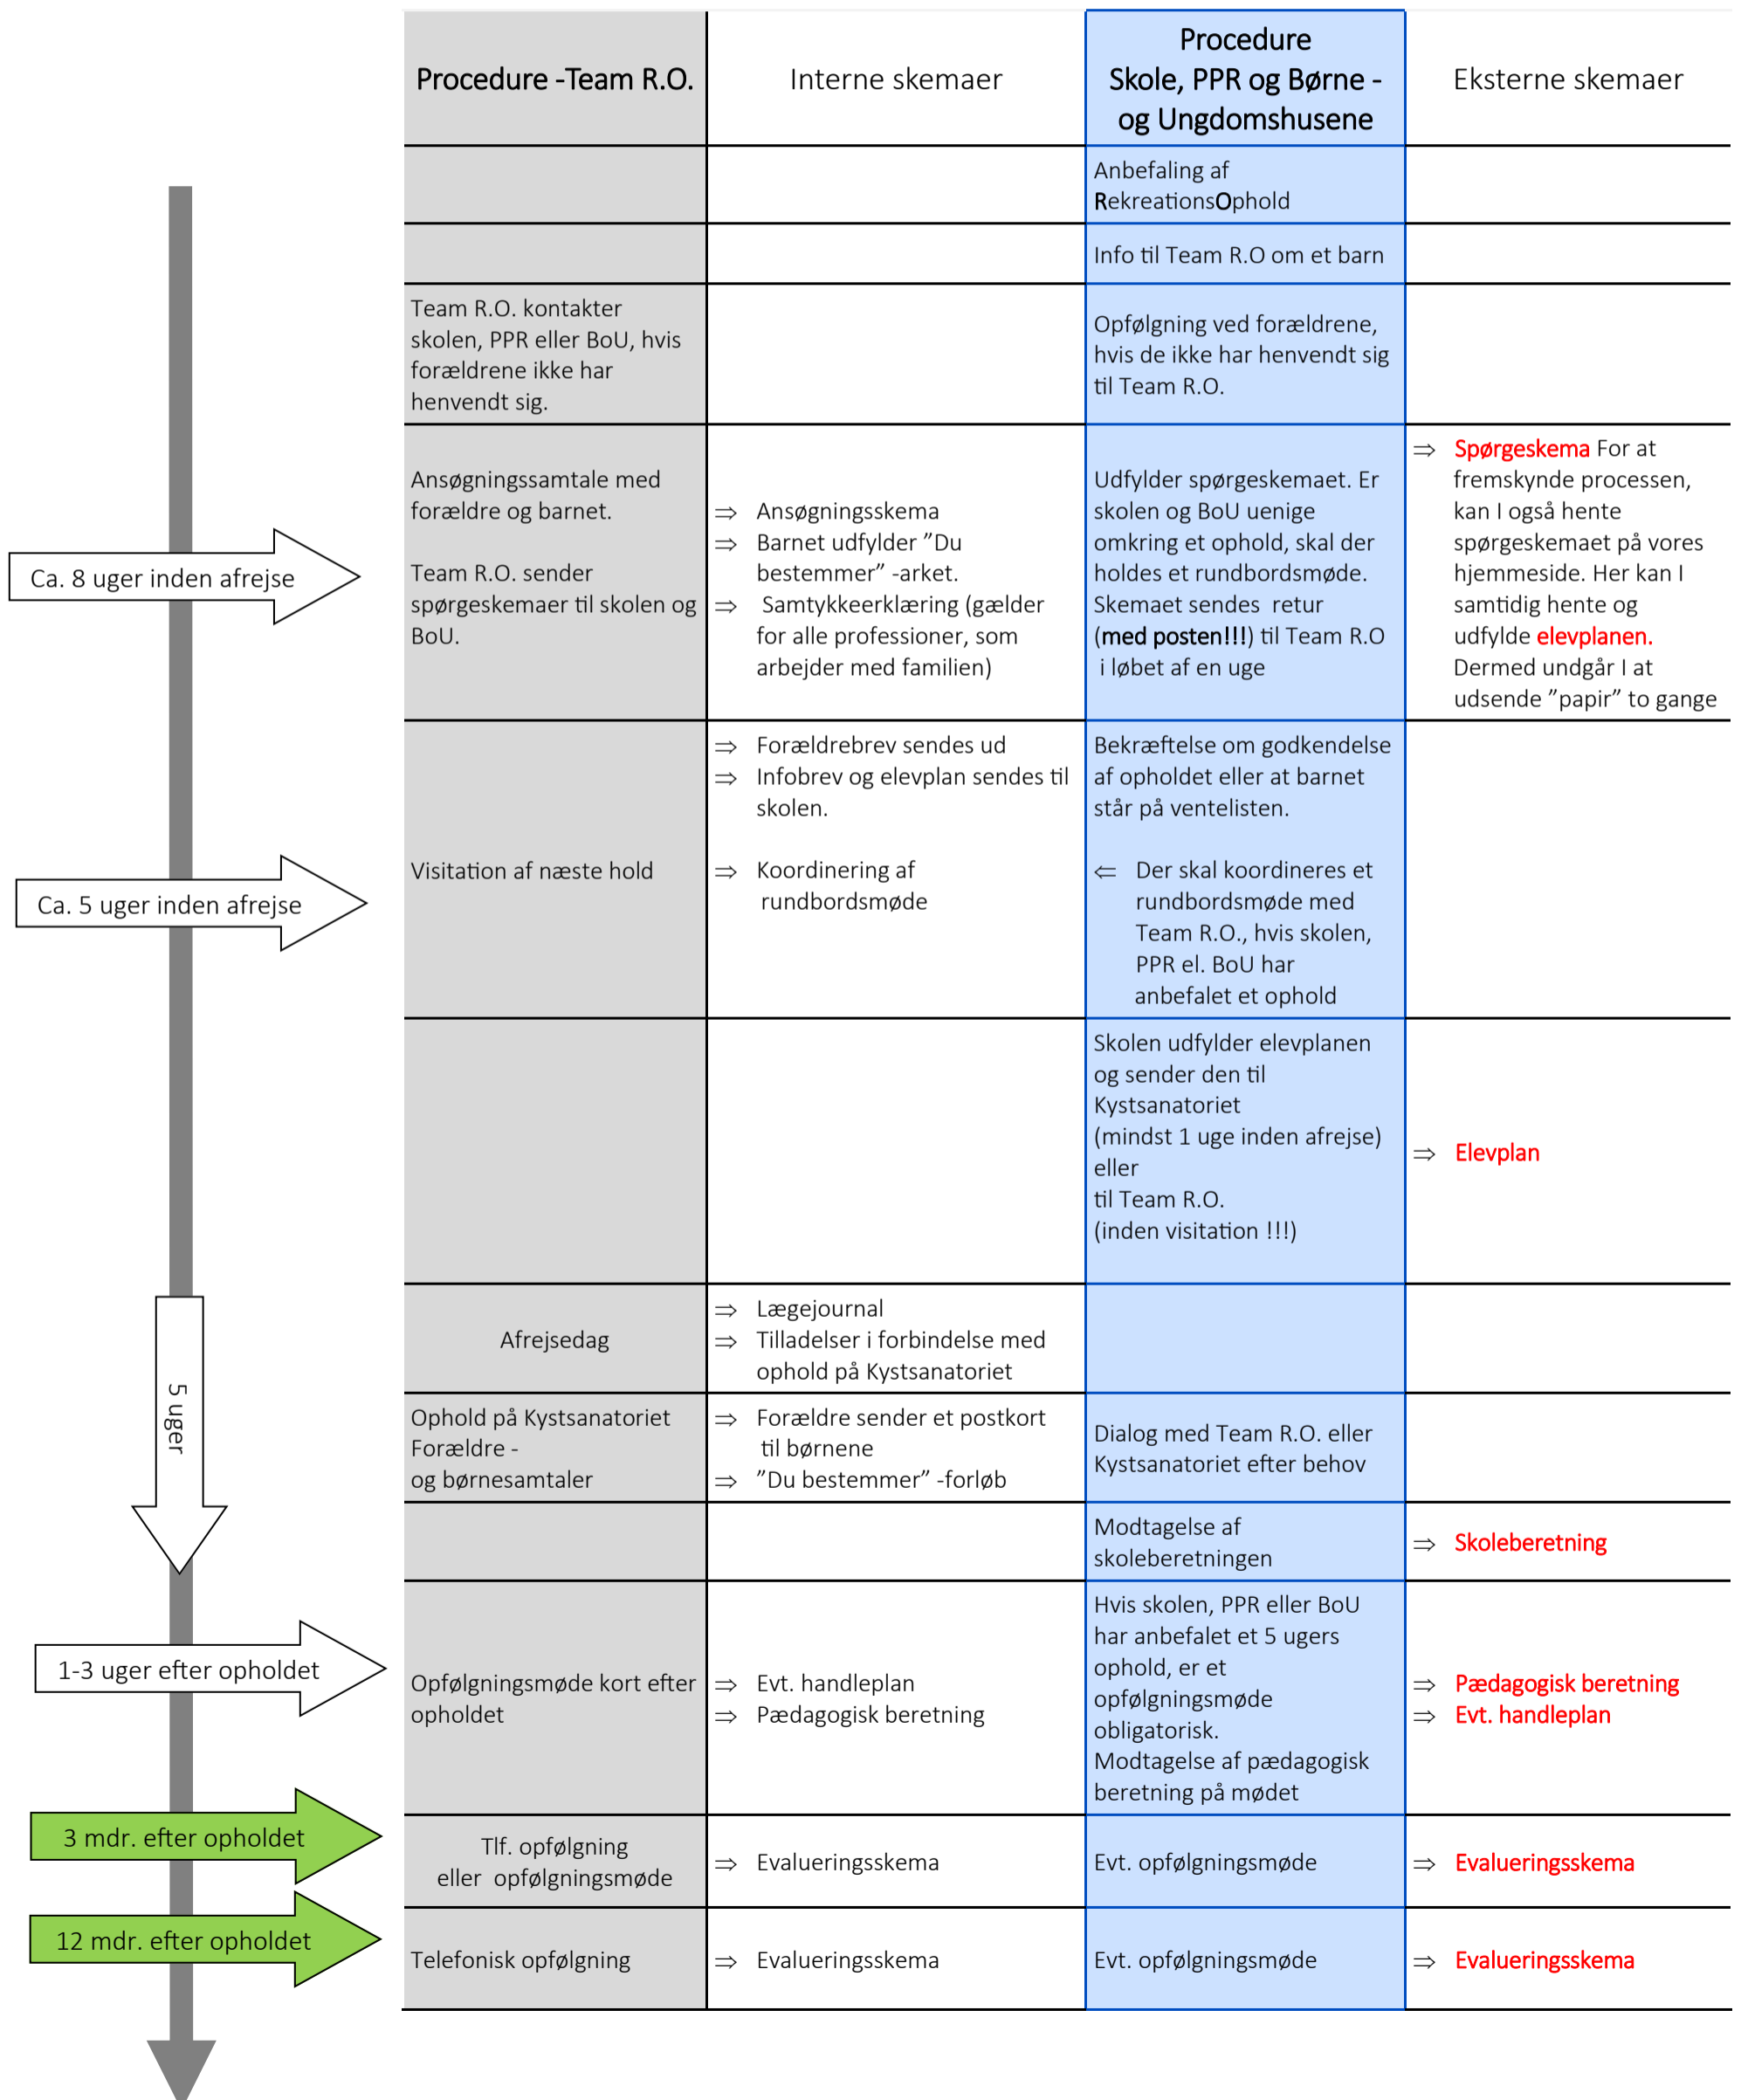 Procedure -Team R.O.
Interne skemaer
Procedure
Skole, PPR og Børne -
og Ungdomshusene
Eksterne skemaer
Anbefaling af
RekreationsOphold
Info til Team R.O om et barn
Team R.O. kontakter
skolen, PPR eller BoU, hvis
forældrene ikke har
henvendt sig.
Opfølgning ved forældrene,
hvis de ikke har henvendt sig
til Team R.O.
Ca. 8 uger inden afrejse
Ansøgningssamtale med
forældre og barnet.
Team R.O. sender
spørgeskemaer til skolen og
BoU.
⇒ Ansøgningsskema
⇒ Barnet udfylder ”Du
bestemmer” -arket.
⇒ Samtykkeerklæring (gælder
for alle professioner, som
arbejder med familien)
Udfylder spørgeskemaet. Er
skolen og BoU uenige
omkring et ophold, skal der
holdes et rundbordsmøde.
Skemaet sendes retur
(med posten!!!) til Team R.O
i løbet af en uge
⇒ Spørgeskema For at
fremskynde processen,
kan I også hente
spørgeskemaet på vores
hjemmeside. Her kan I
samtidig hente og
udfylde elevplanen.
Dermed undgår I at
udsende ”papir” to gange
Ca. 5 uger inden afrejse
Visitation af næste hold
⇒ Forældrebrev sendes ud
⇒ Infobrev og elevplan sendes til
skolen.
⇒ Koordinering af
rundbordsmøde
Bekræftelse om godkendelse
af opholdet eller at barnet
står på ventelisten.
⇐ Der skal koordineres et
rundbordsmøde med
Team R.O., hvis skolen,
PPR el. BoU har
anbefalet et ophold
Skolen udfylder elevplanen
og sender den til
Kystsanatoriet
(mindst 1 uge inden afrejse)
eller
til Team R.O.
(inden visitation !!!)
⇒ Elevplan
5 uger
Afrejsedag
⇒ Lægejournal
⇒ Tilladelser i forbindelse med
ophold på Kystsanatoriet
Ophold på Kystsanatoriet
Forældre -
og børnesamtaler
⇒ Forældre sender et postkort
til børnene
⇒ ”Du bestemmer” -forløb
Dialog med Team R.O. eller
Kystsanatoriet efter behov
Modtagelse af
skoleberetningen
⇒ Skoleberetning
1-3 uger efter opholdet
Opfølgningsmøde kort efter
opholdet
⇒ Evt. handleplan
⇒ Pædagogisk beretning
Hvis skolen, PPR eller BoU
har anbefalet et 5 ugers
ophold, er et
opfølgningsmøde
obligatorisk.
Modtagelse af pædagogisk
beretning på mødet
⇒ Pædagogisk beretning
⇒ Evt. handleplan
3 mdr. efter opholdet
Tlf. opfølgning
eller opfølgningsmøde
⇒ Evalueringsskema
Evt. opfølgningsmøde
⇒ Evalueringsskema
12 mdr. efter opholdet
Telefonisk opfølgning
⇒ Evalueringsskema
Evt. opfølgningsmøde
⇒ Evalueringsskema